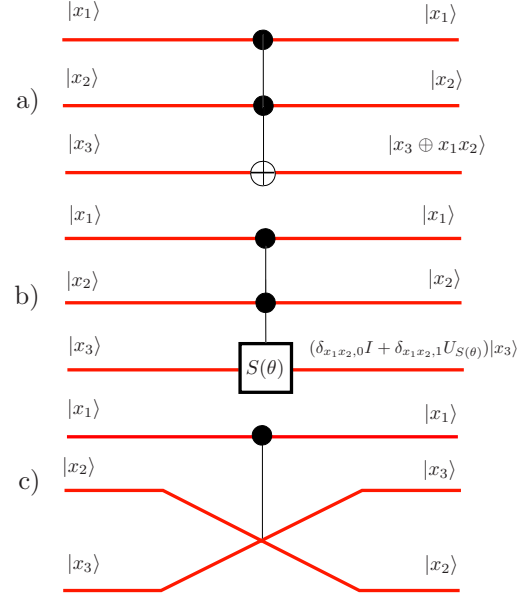 |x₁⟩ |x₁⟩
|x₂⟩ |x₂⟩
a)
|x₃⟩ |x₃ ⊕ x₁x₂⟩
|x₁⟩ |x₁⟩
|x₂⟩ |x₂⟩
b)
|x₃⟩ S(θ) (δ_{x₁x₂,0}I + δ_{x₁x₂,1}U_{S(θ)})|x₃⟩
|x₁⟩ |x₁⟩
|x₂⟩ |x₃⟩
c)
|x₃⟩ |x₂⟩